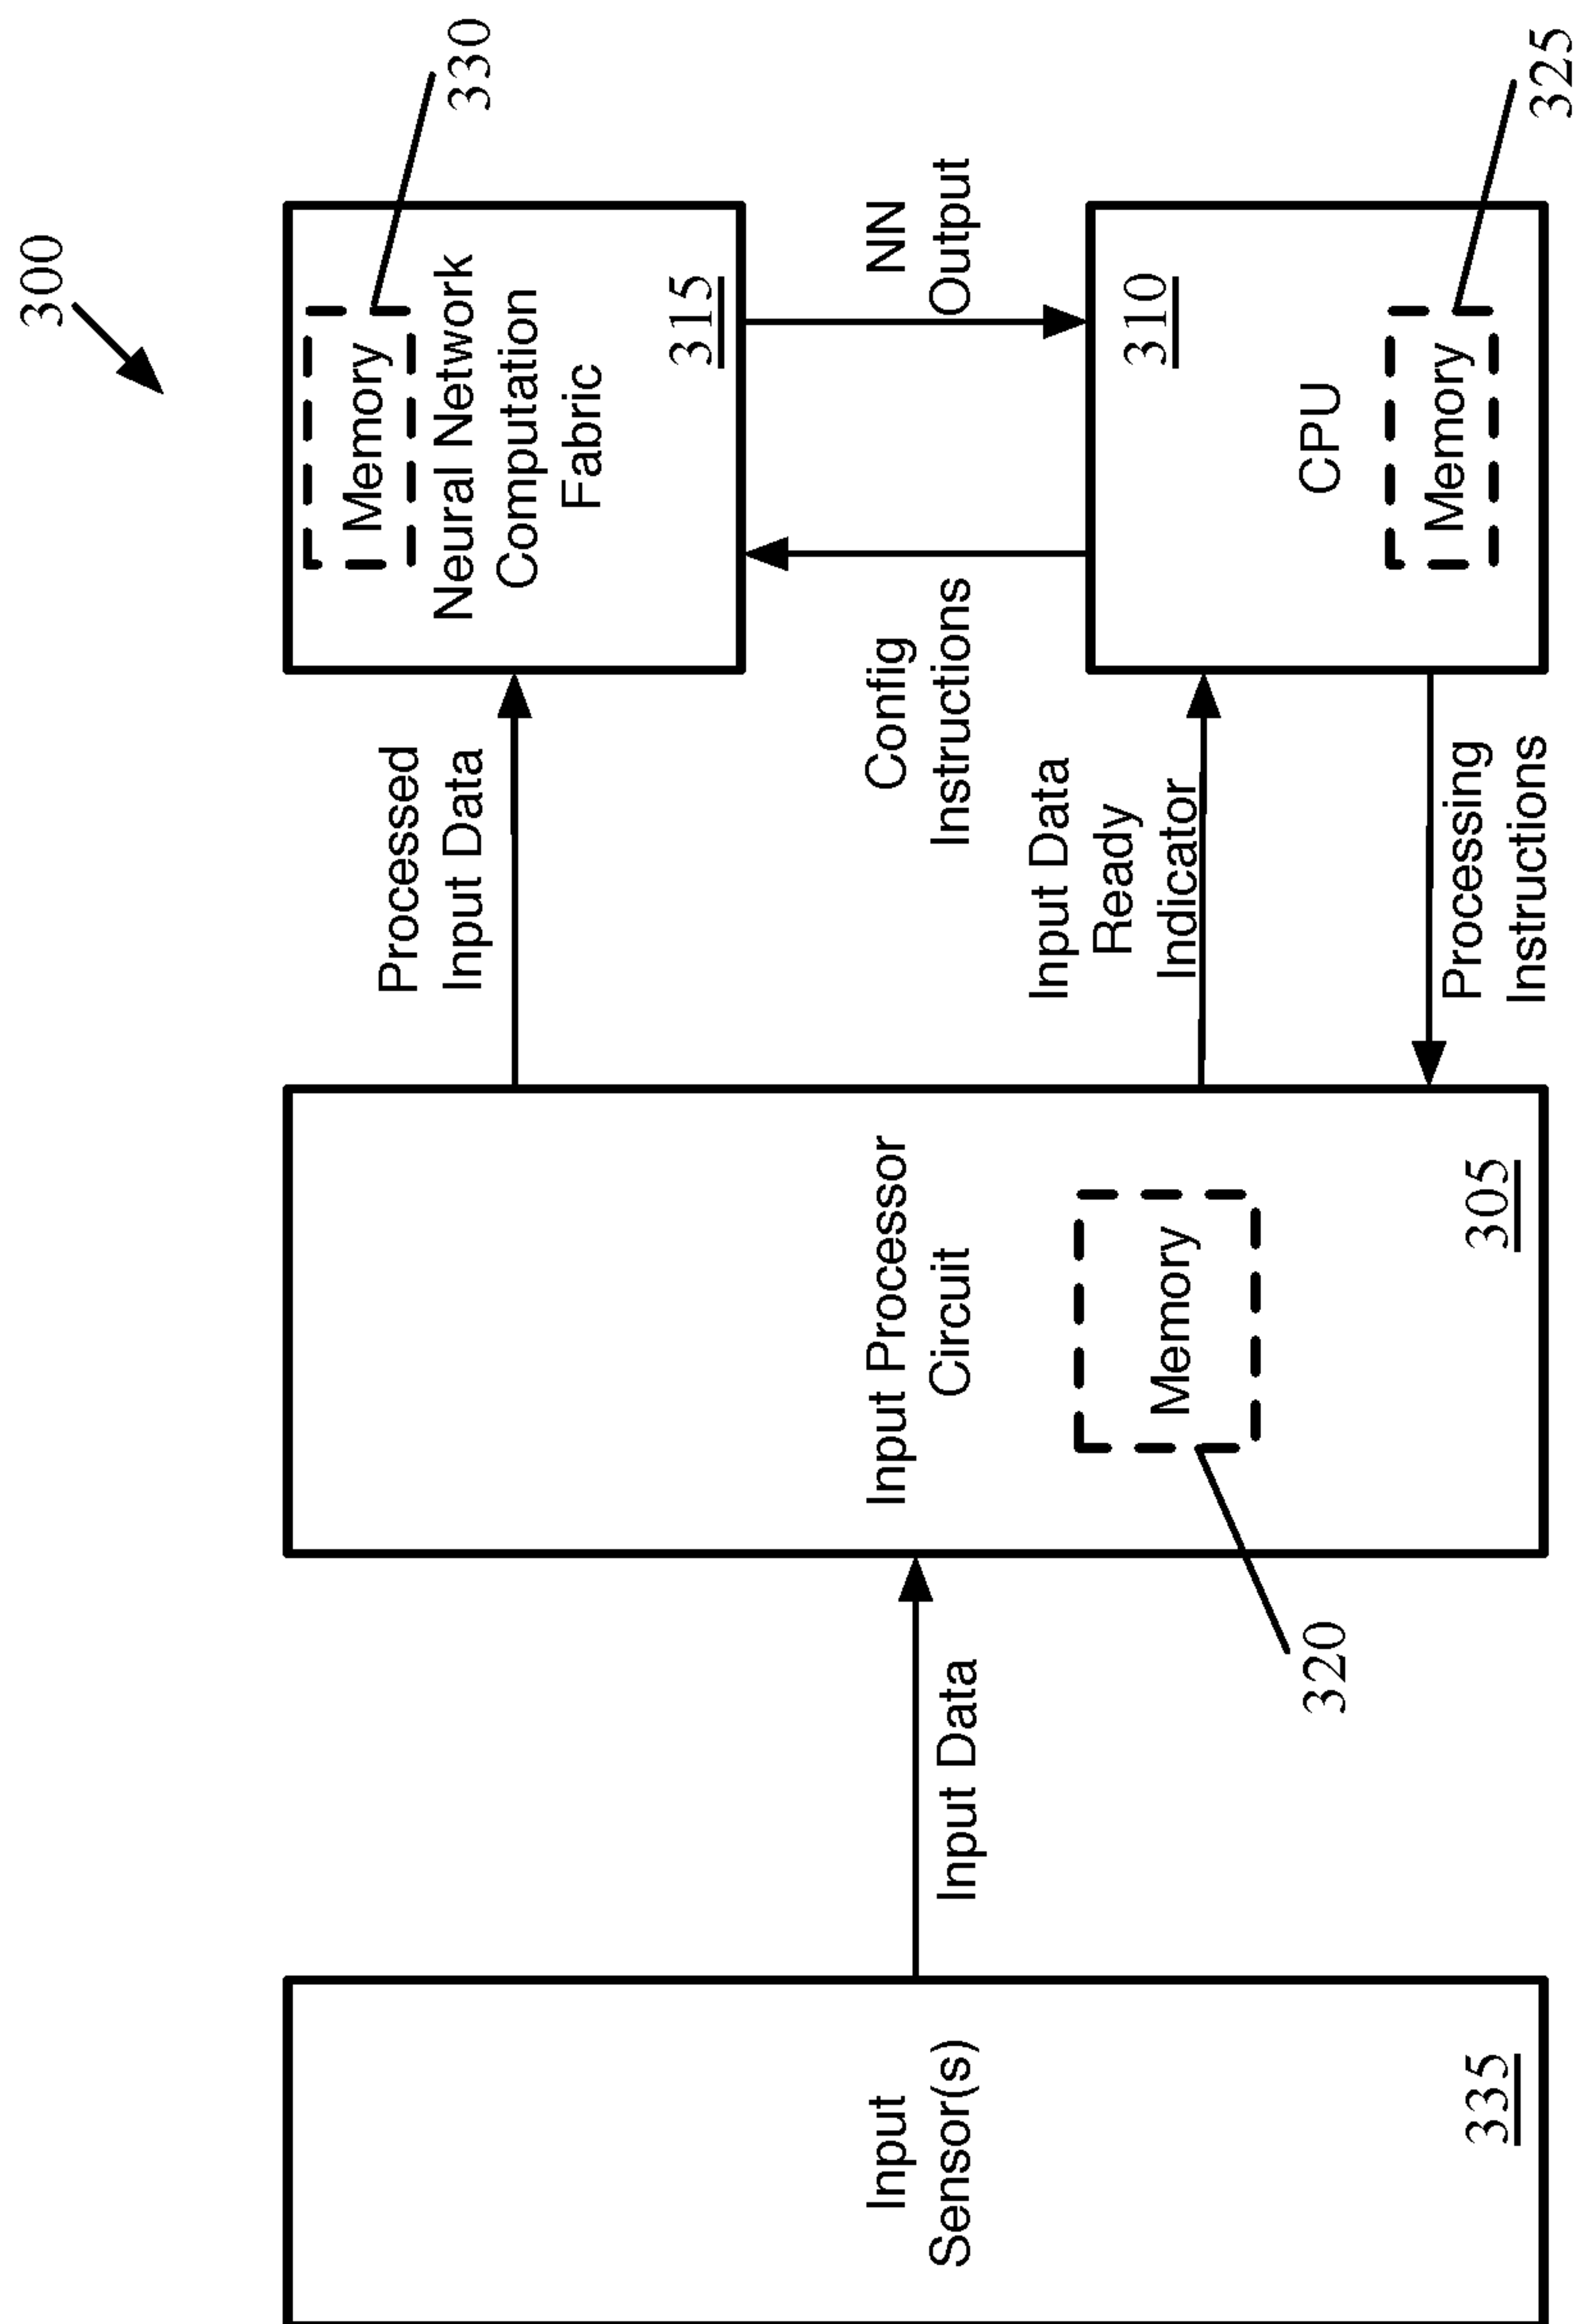 300
Input
Sensor(s)
335
Input Data
Input Processor
Circuit
Memory
320
305
Processed
Input Data
Input Data
Ready
Indicator
Processing
Instructions
Memory
330
Neural Network
Computation
Fabric
315
Config
Instructions
NN
Output
310
CPU
Memory
325